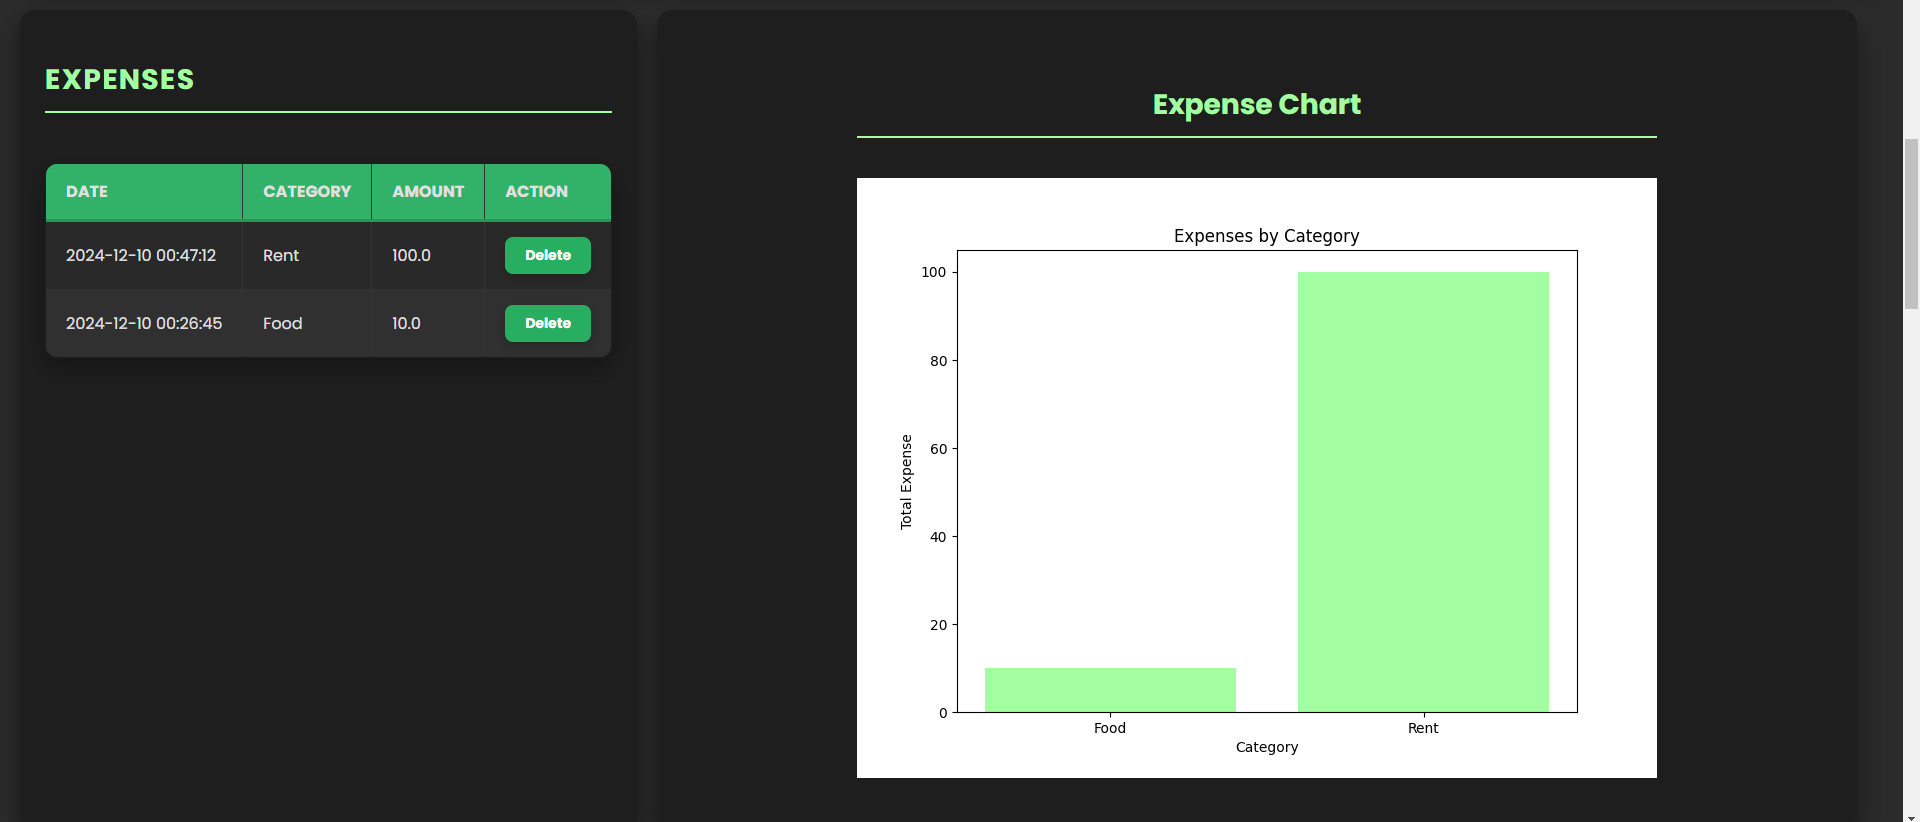 EXPENSES
DATE CATEGORY AMOUNT ACTION
2024-12-10 00:47:12 Rent 100.0 Delete
2024-12-10 00:26:45 Food 10.0 Delete
Expense Chart
Expenses by Category
100
80
60
40
20
0
Total Expense
Food Rent
Category